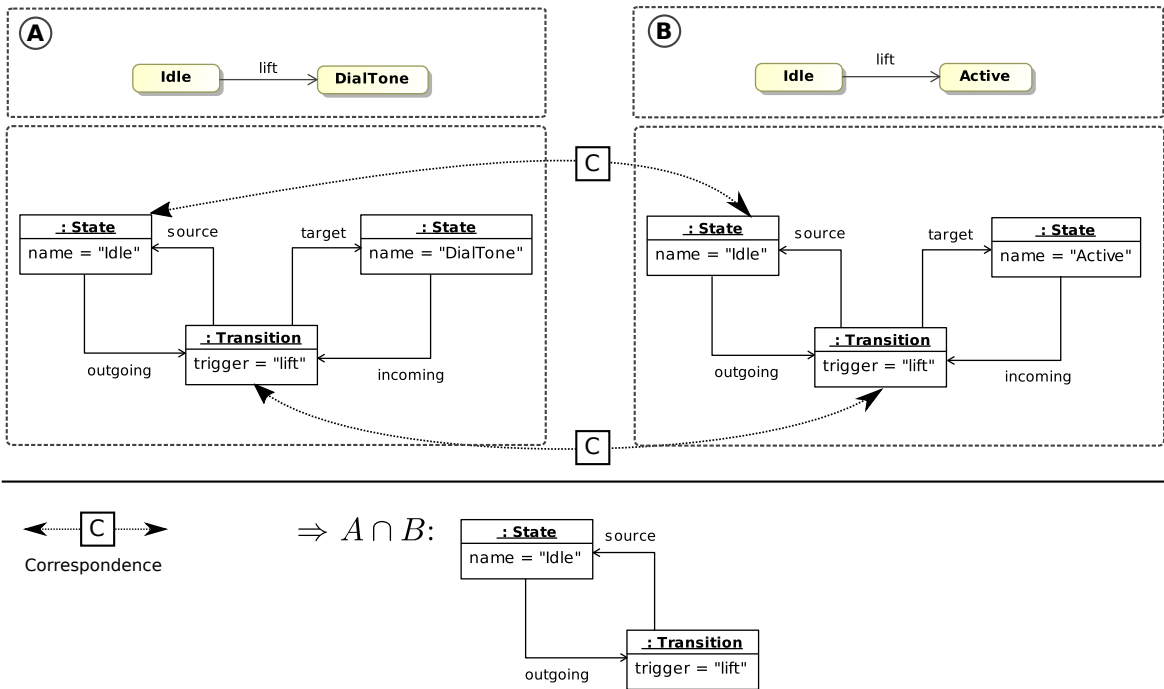 A
Idle
lift
DialTone
B
Idle
lift
Active
C
: State
name = "Idle"
source
target
: State
name = "DialTone"
: Transition
trigger = "lift"
outgoing
incoming
: State
name = "Idle"
source
target
: State
name = "Active"
: Transition
trigger = "lift"
outgoing
incoming
C
C
Correspondence
⇒ A ∩ B:
: State
name = "Idle"
source
: Transition
trigger = "lift"
outgoing